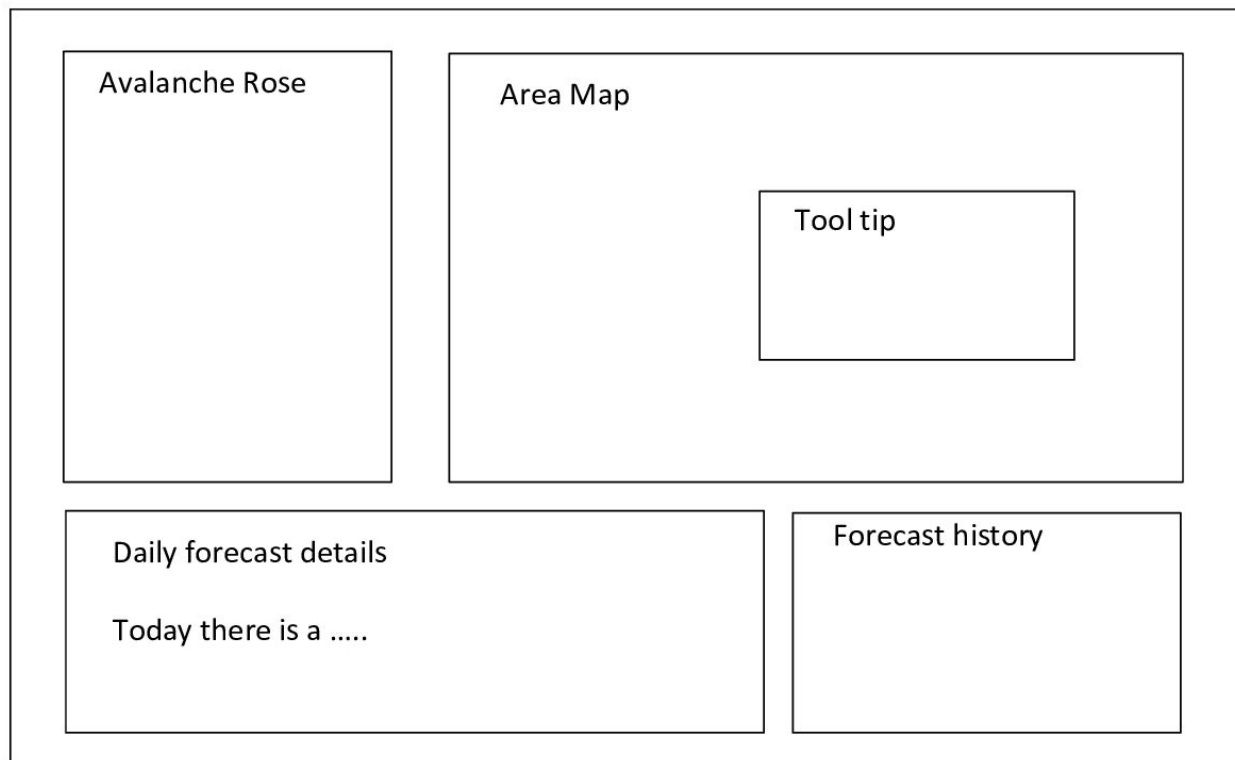 Avalanche Rose
Area Map
Tool tip
Daily forecast details
Today there is a .....
Forecast history